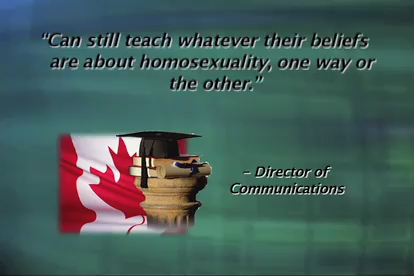 "Can still teach whatever their beliefs
are about homosexuality, one way or
the other."
– Director of
Communications